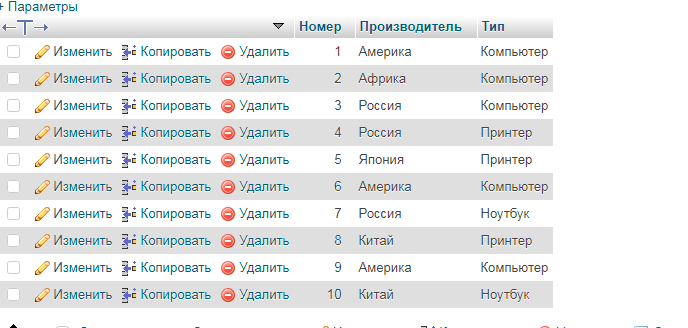 + Параметры
←T→ Номер Производитель Тип
Изменить Копировать Удалить 1 Америка Компьютер
Изменить Копировать Удалить 2 Африка Компьютер
Изменить Копировать Удалить 3 Россия Компьютер
Изменить Копировать Удалить 4 Россия Принтер
Изменить Копировать Удалить 5 Япония Принтер
Изменить Копировать Удалить 6 Америка Компьютер
Изменить Копировать Удалить 7 Россия Ноутбук
Изменить Копировать Удалить 8 Китай Принтер
Изменить Копировать Удалить 9 Америка Компьютер
Изменить Копировать Удалить 10 Китай Ноутбук